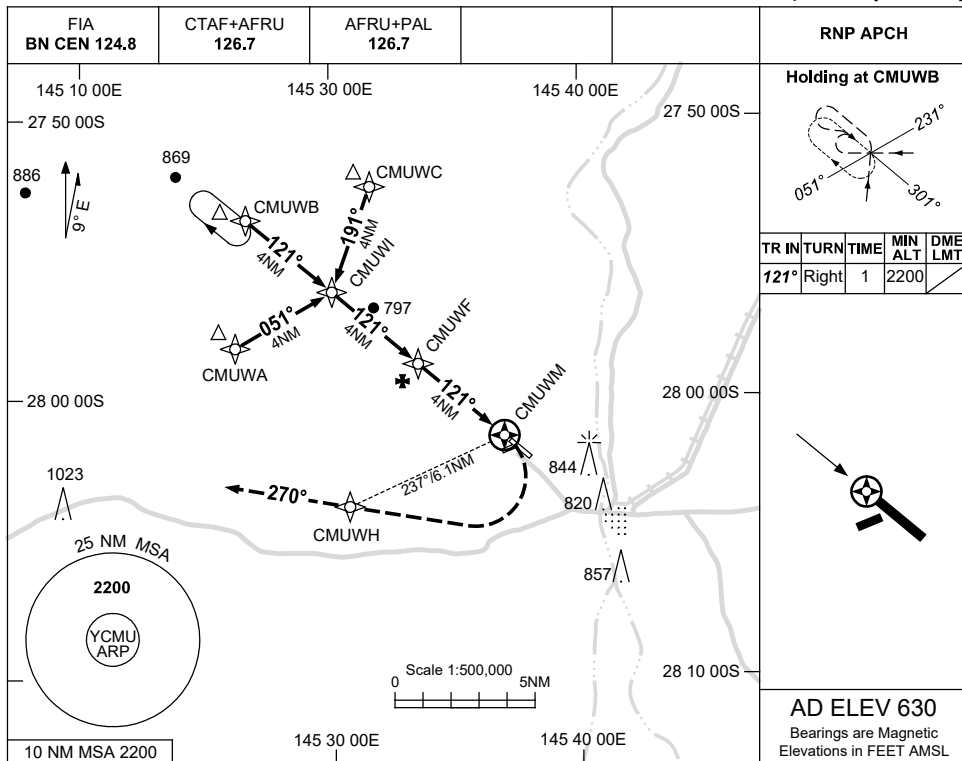 FIA
BN CEN 124.8
CTAF+AFRU
126.7
AFRU+PAL
126.7
RNP APCH
145 10 00E
145 30 00E
145 40 00E
27 50 00S
27 50 00S
886
869
9° E
CMUWC
CMUWB
191°
4NM
121°
4NM
CMUWI
797
051°
4NM
121°
4NM
CMUWF
CMUWA
121°
4NM
CMUWM
28 00 00S
28 00 00S
237°/6.1NM
844
820
1023
270°
CMUWH
857
25 NM MSA
2200
YCMU
ARP
Scale 1:500,000
0 5NM
28 10 00S
145 30 00E
145 40 00E
10 NM MSA 2200
Holding at CMUWB
231°
051°
301°
TR IN TURN TIME MIN ALT DME LMT
121° Right 1 2200
AD ELEV 630
Bearings are Magnetic
Elevations in FEET AMSL